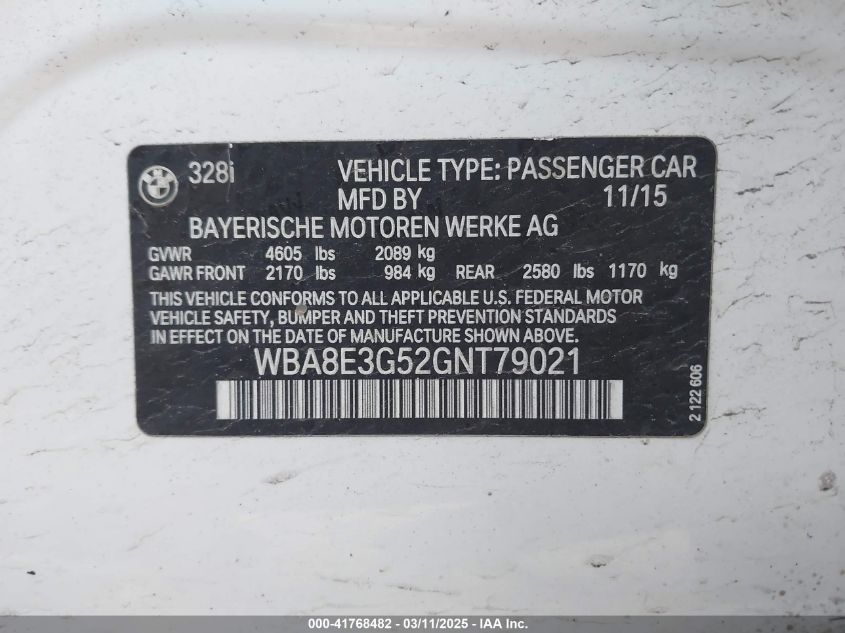 328i VEHICLE TYPE: PASSENGER CAR
MFD BY 11/15
BAYERISCHE MOTOREN WERKE AG
GVWR 4605 lbs 2089 kg
GAWR FRONT 2170 lbs 984 kg REAR 2580 lbs 1170 kg
THIS VEHICLE CONFORMS TO ALL APPLICABLE U.S. FEDERAL MOTOR
VEHICLE SAFETY, BUMPER AND THEFT PREVENTION STANDARDS
IN EFFECT ON THE DATE OF MANUFACTURE SHOWN ABOVE.
WBA8E3G52GNT79021
2 122 606
000-41768482 - 03/11/2025 - IAA Inc.